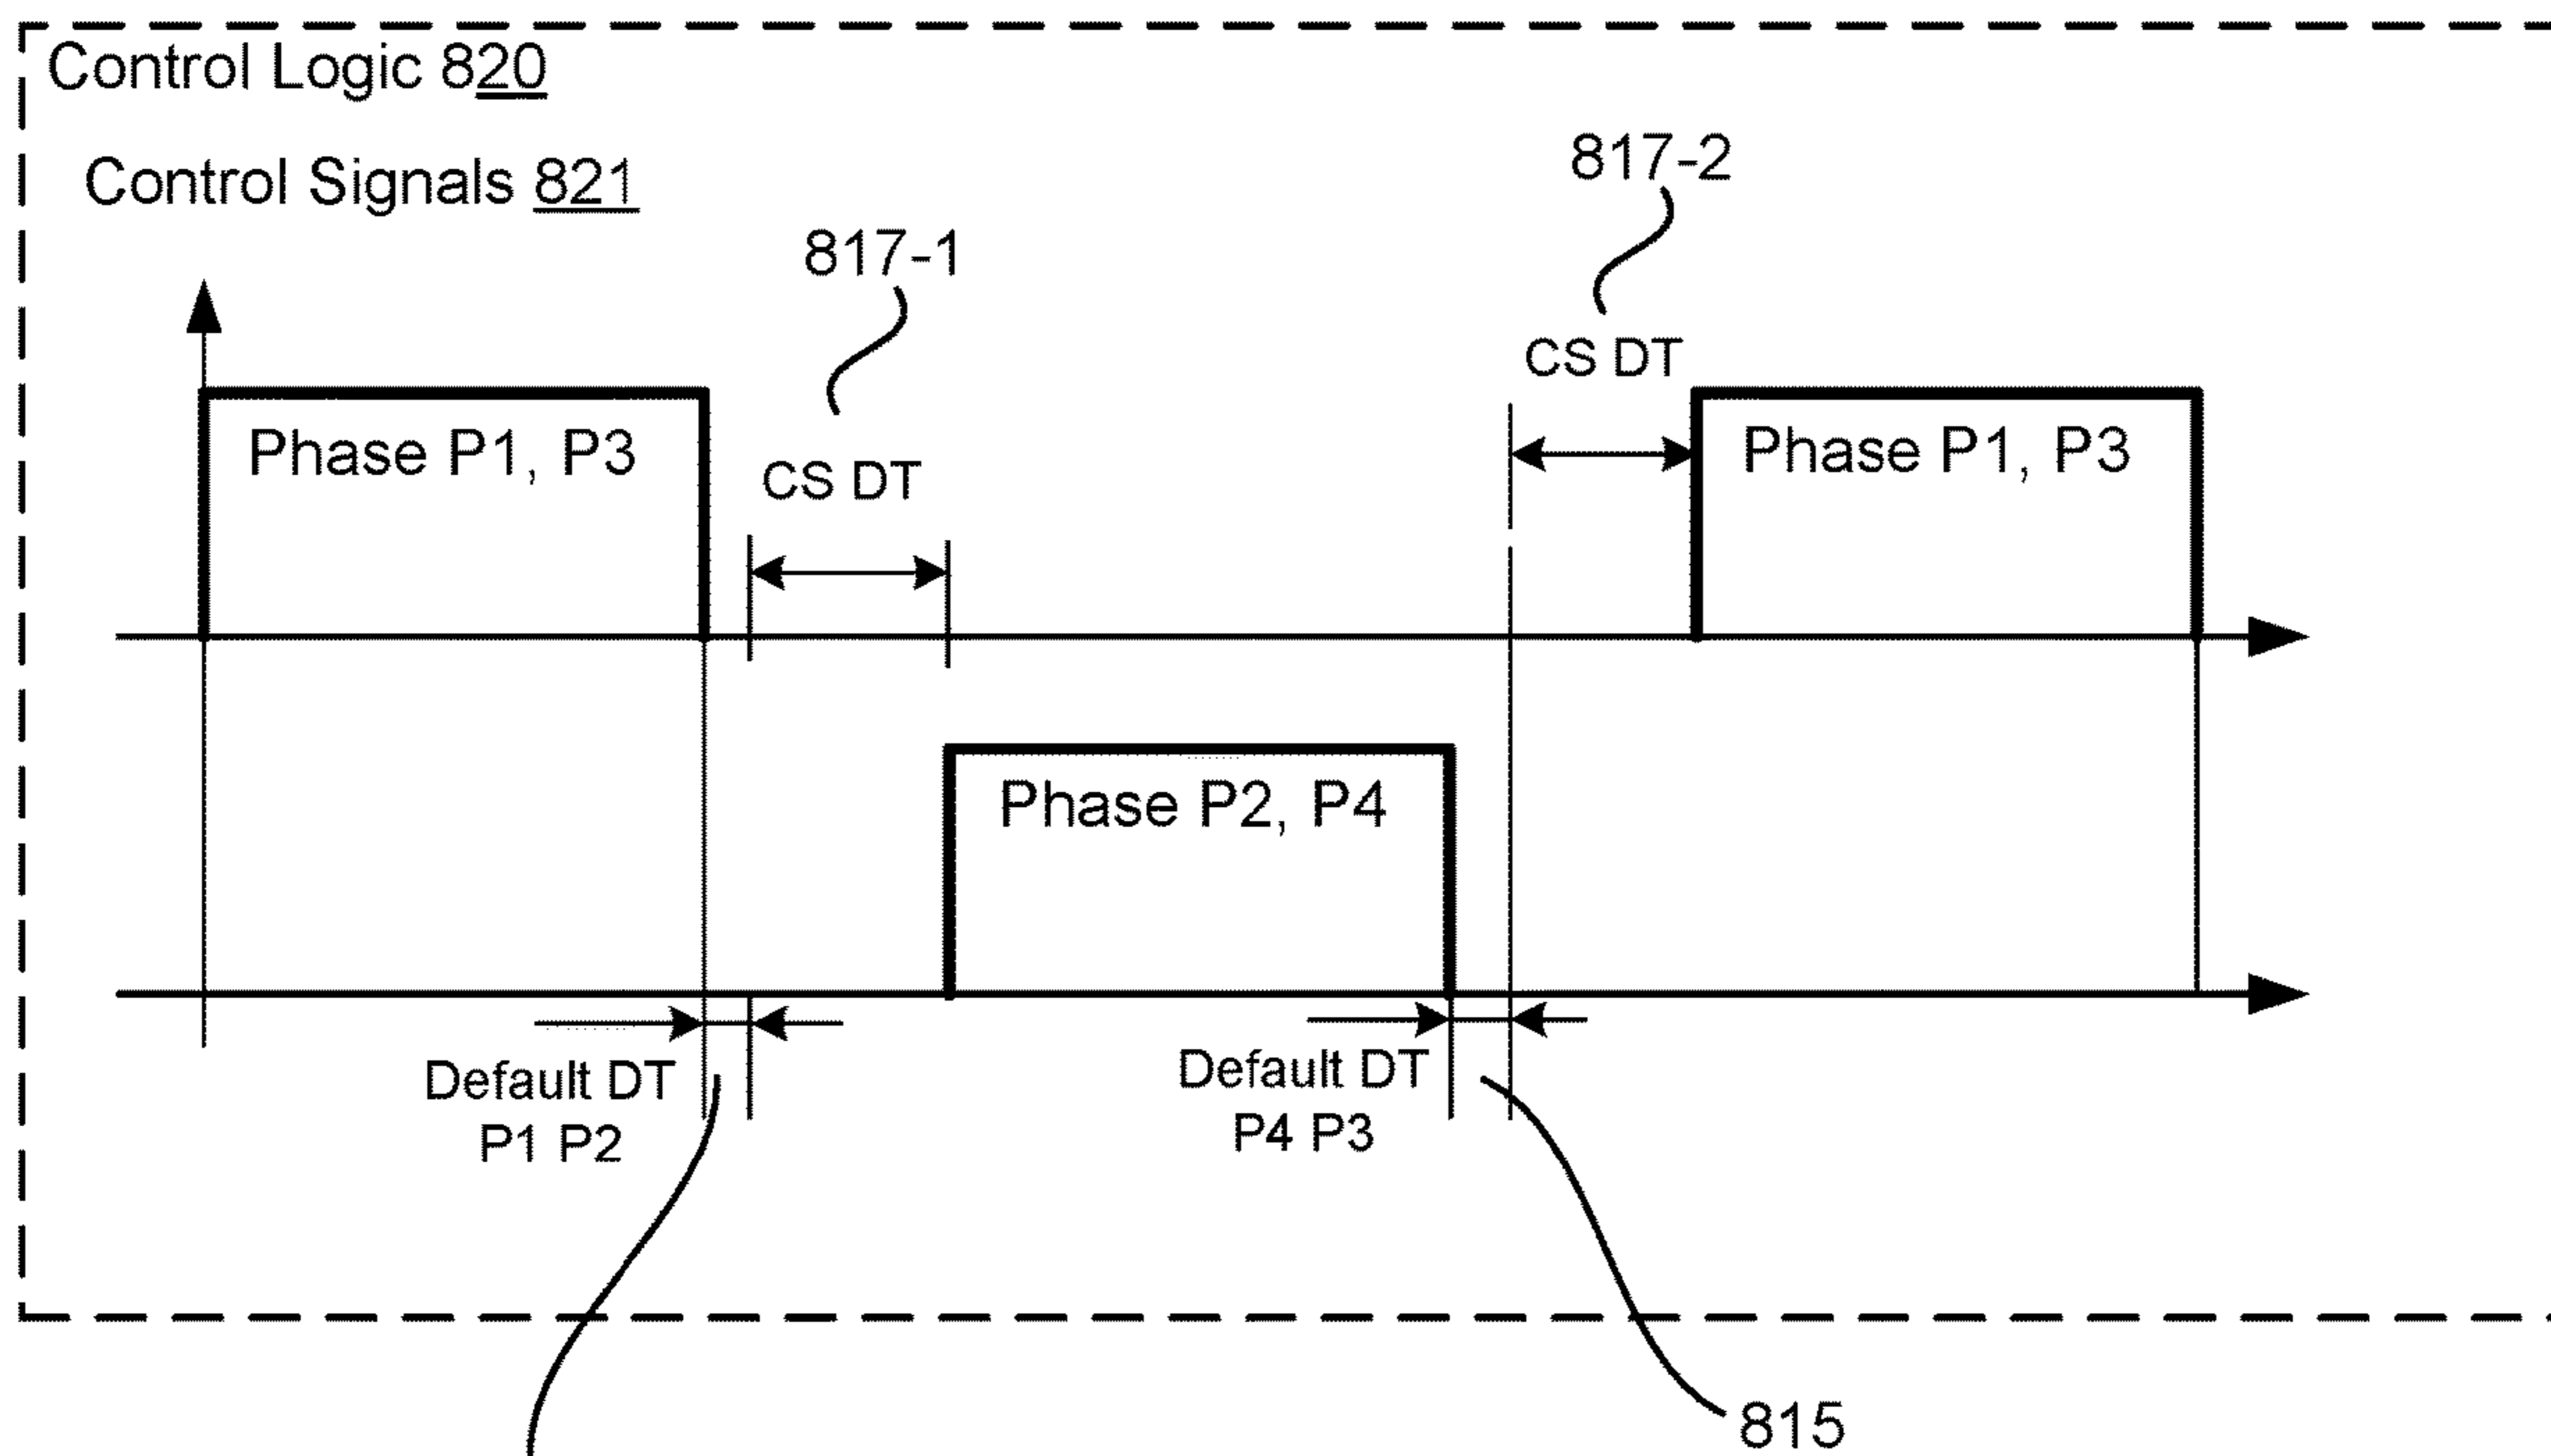 Control Logic 820
Control Signals 821
817-1
817-2
CS DT
CS DT
Phase P1, P3
Phase P1, P3
Phase P2, P4
Default DT
P1 P2
Default DT
P4 P3
815